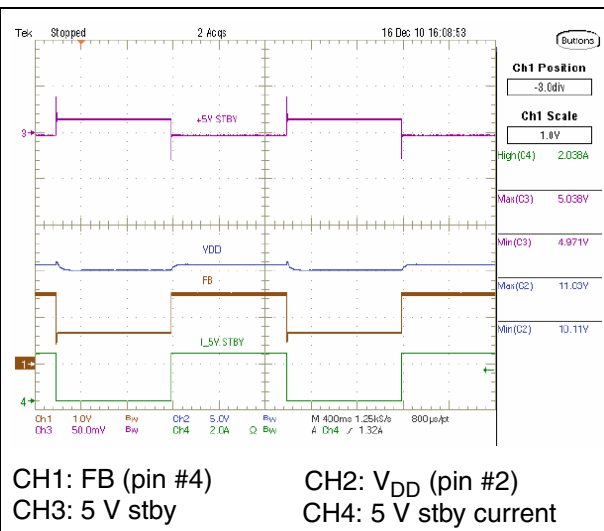 Tek Stopped 2 Acqs 16 Dec 10 16:08:53
Buttons
Ch1 Position
-3.0div
Ch1 Scale
1.0V
High(C4) 2.038A
Max(C3) 5.038V
Min(C3) 4.971V
Max(C2) 11.03V
Min(C2) 10.11V
+5V STBY
3
VDD
FB
I_5V STBY
1
4
Ch1 1.0V Bw Ch2 5.0V Bw M 400ms 1.25kS/s 800µs/pt
Ch3 50.0mV Bw Ch4 2.0A Ω Bw A Ch4 ∕ 1.32A
CH1: FB (pin #4) CH2: VDD (pin #2)
CH3: 5 V stby CH4: 5 V stby current